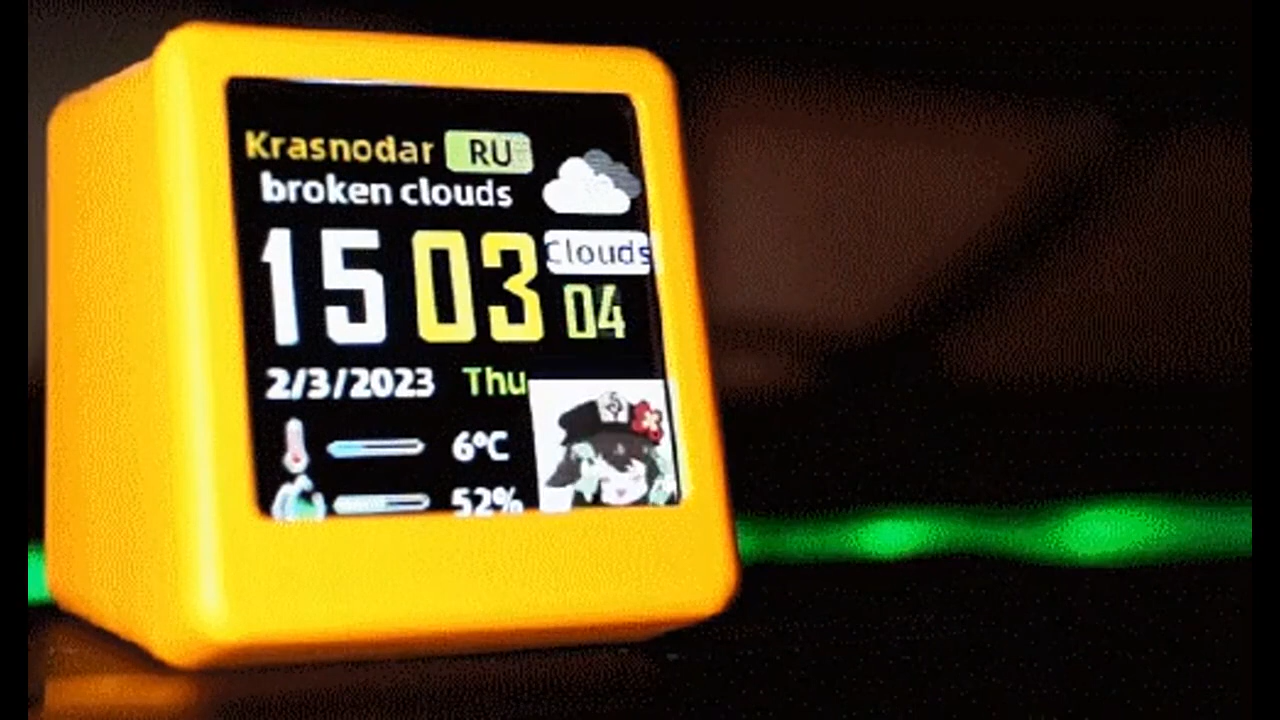 Krasnodar RU
broken clouds
15 03 Clouds
04
2/3/2023 Thu
6°C
52%